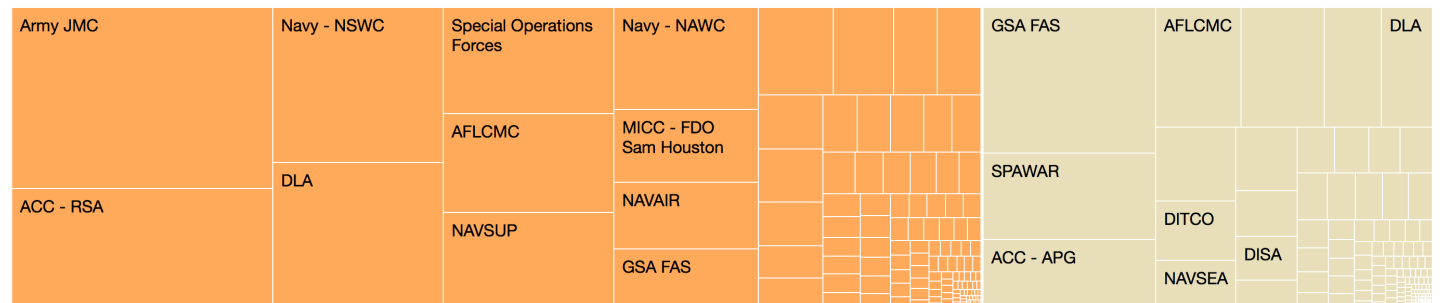 Army JMC
ACC - RSA
Navy - NSWC
DLA
Special Operations
Forces
AFLCMC
NAVSUP
Navy - NAWC
MICC - FDO
Sam Houston
NAVAIR
GSA FAS
GSA FAS
SPAWAR
ACC - APG
AFLCMC
DITCO
NAVSEA
DISA
DLA